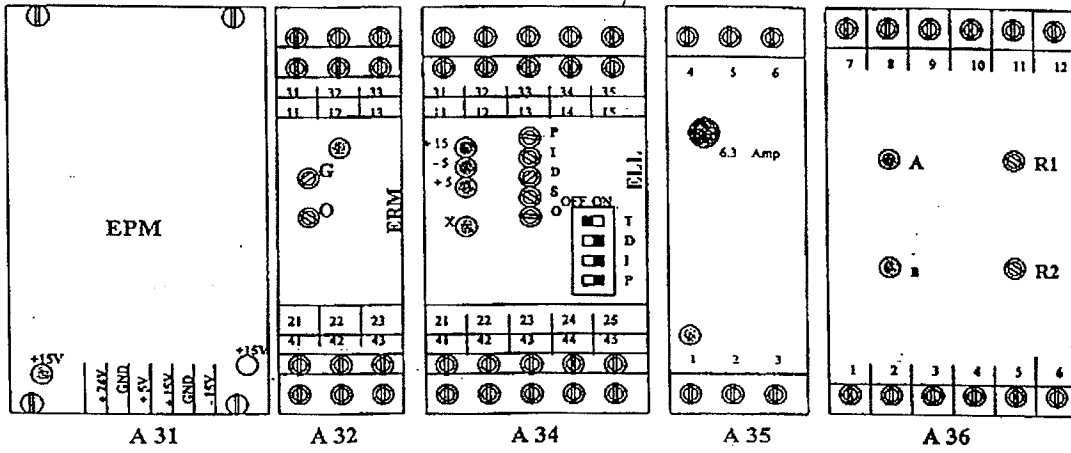 EPM
+15V
+15V
+24V
GND
+5V
+15V
GND
-15V
A 31
31 32 33
11 12 13
G
O
ERM
21 22 23
41 42 43
A 32
31 32 33 34 35
11 12 13 14 15
+15
-5
+5
X
P
I
D
S
O
ELL
OFF ON
T
D
I
P
21 22 23 24 25
41 42 43 44 45
A 34
4 5 6
6.3 Amp
1 2 3
A 35
7 8 9 10 11 12
A R1
B R2
1 2 3 4 5 6
A 36